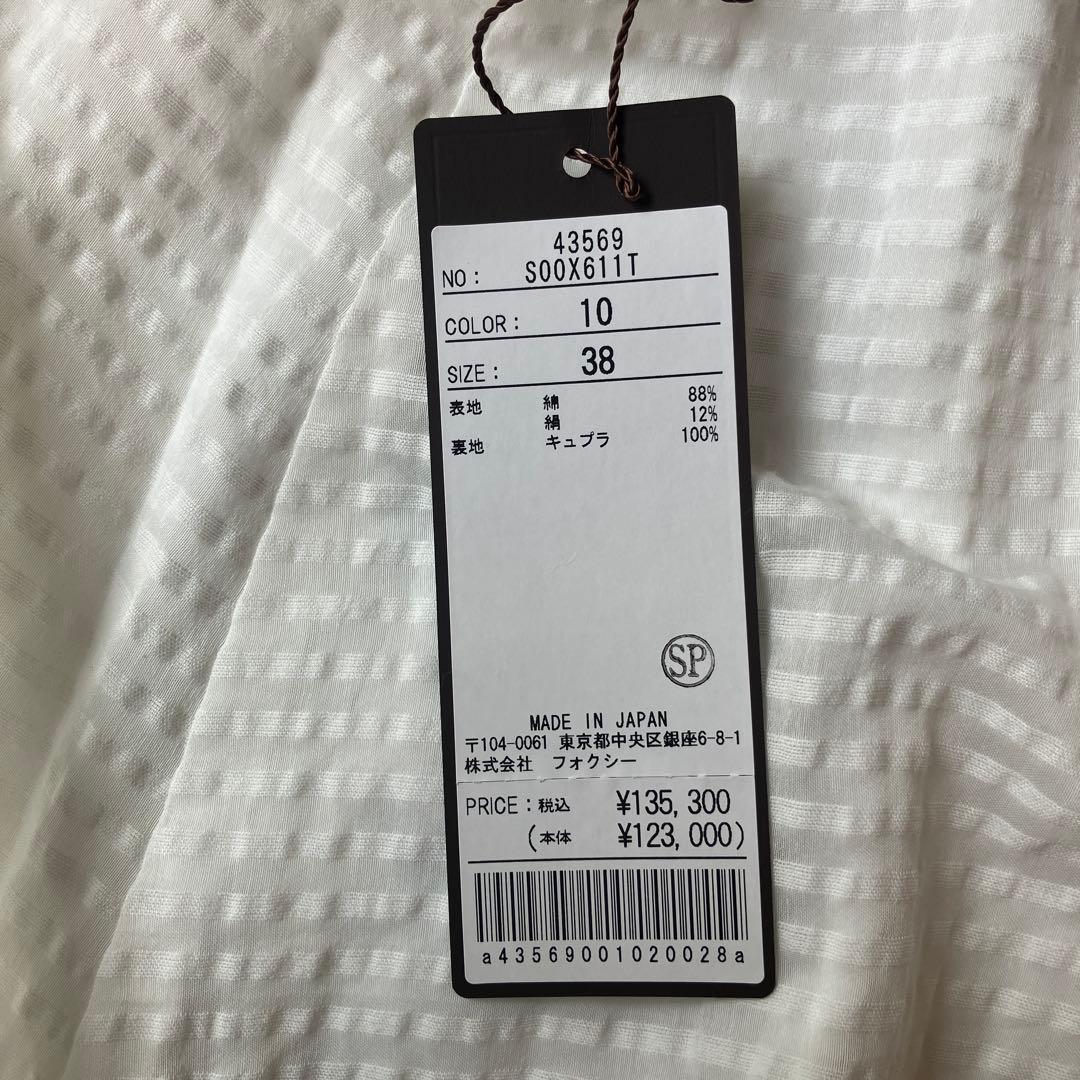 43569
NO: S00X611T
COLOR: 10
SIZE: 38
表地 綿 88%
絹 12%
裏地 キュプラ 100%
SP
MADE IN JAPAN
〒104-0061 東京都中央区銀座6-8-1
株式会社 フォクシー
PRICE:税込 ¥135,300
(本体 ¥123,000)
a43569001020028a